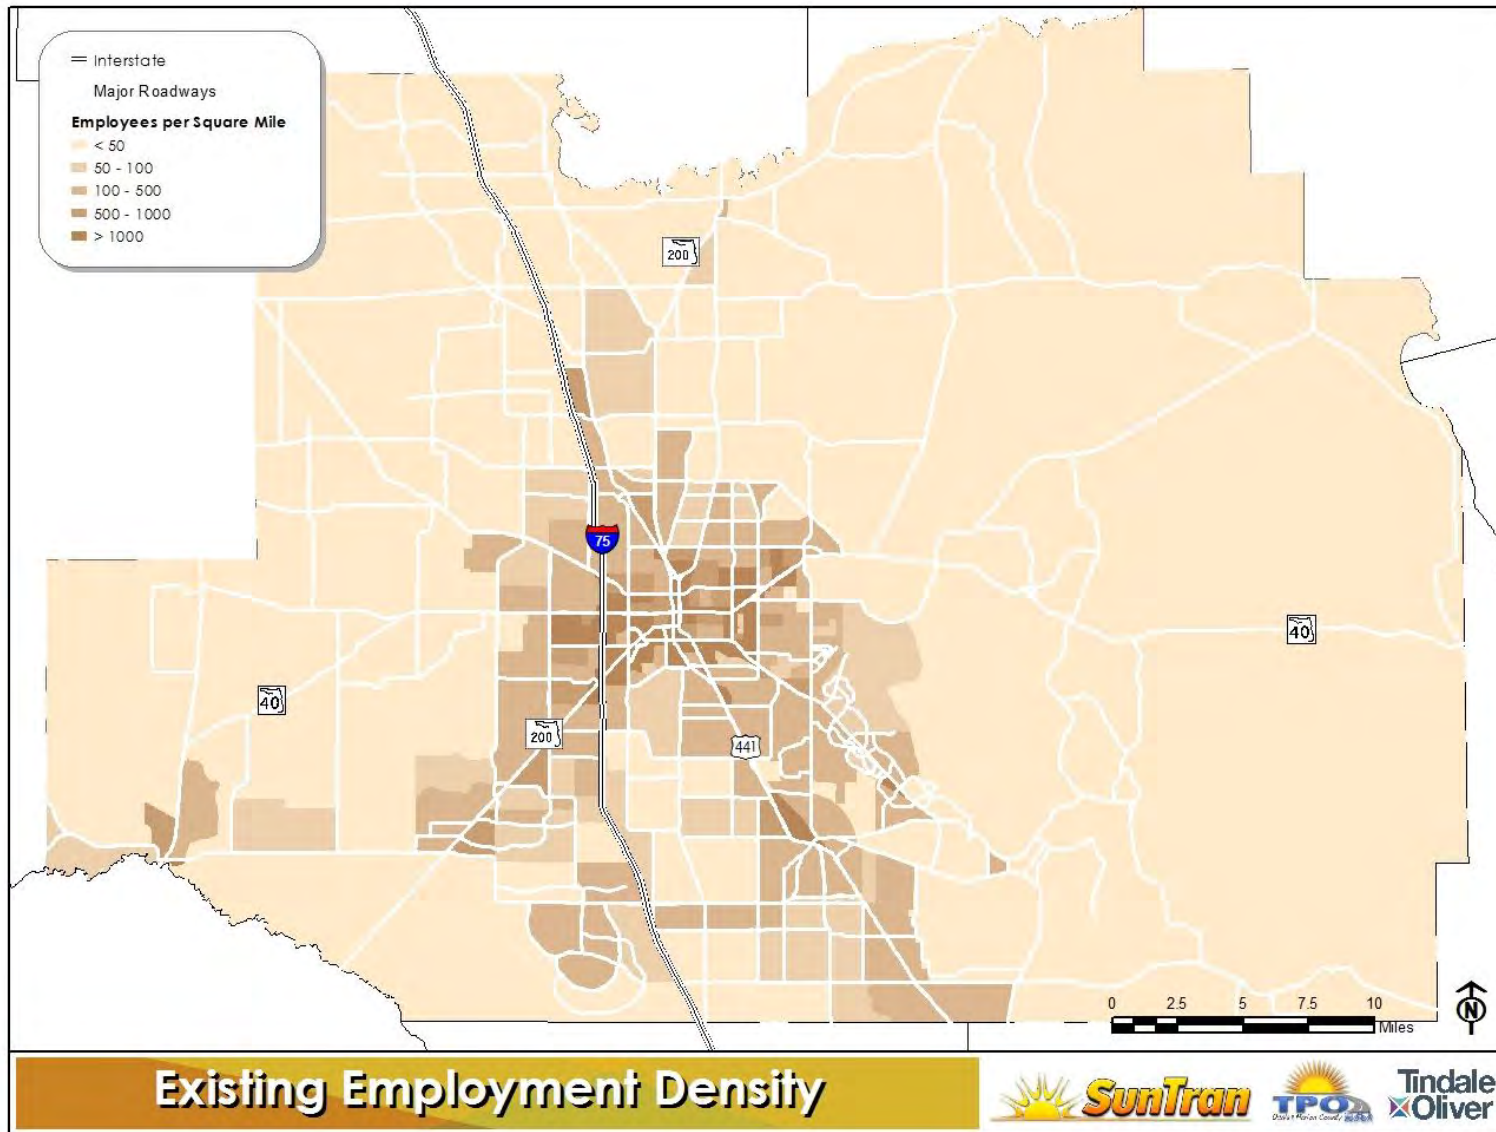 Interstate
Major Roadways
Employees per Square Mile
< 50
50 - 100
100 - 500
500 - 1000
> 1000
200
75
40
40
200
441
0 2.5 5 7.5 10
Miles
N
Existing Employment Density
SunTran
TPO
Tindale
Oliver